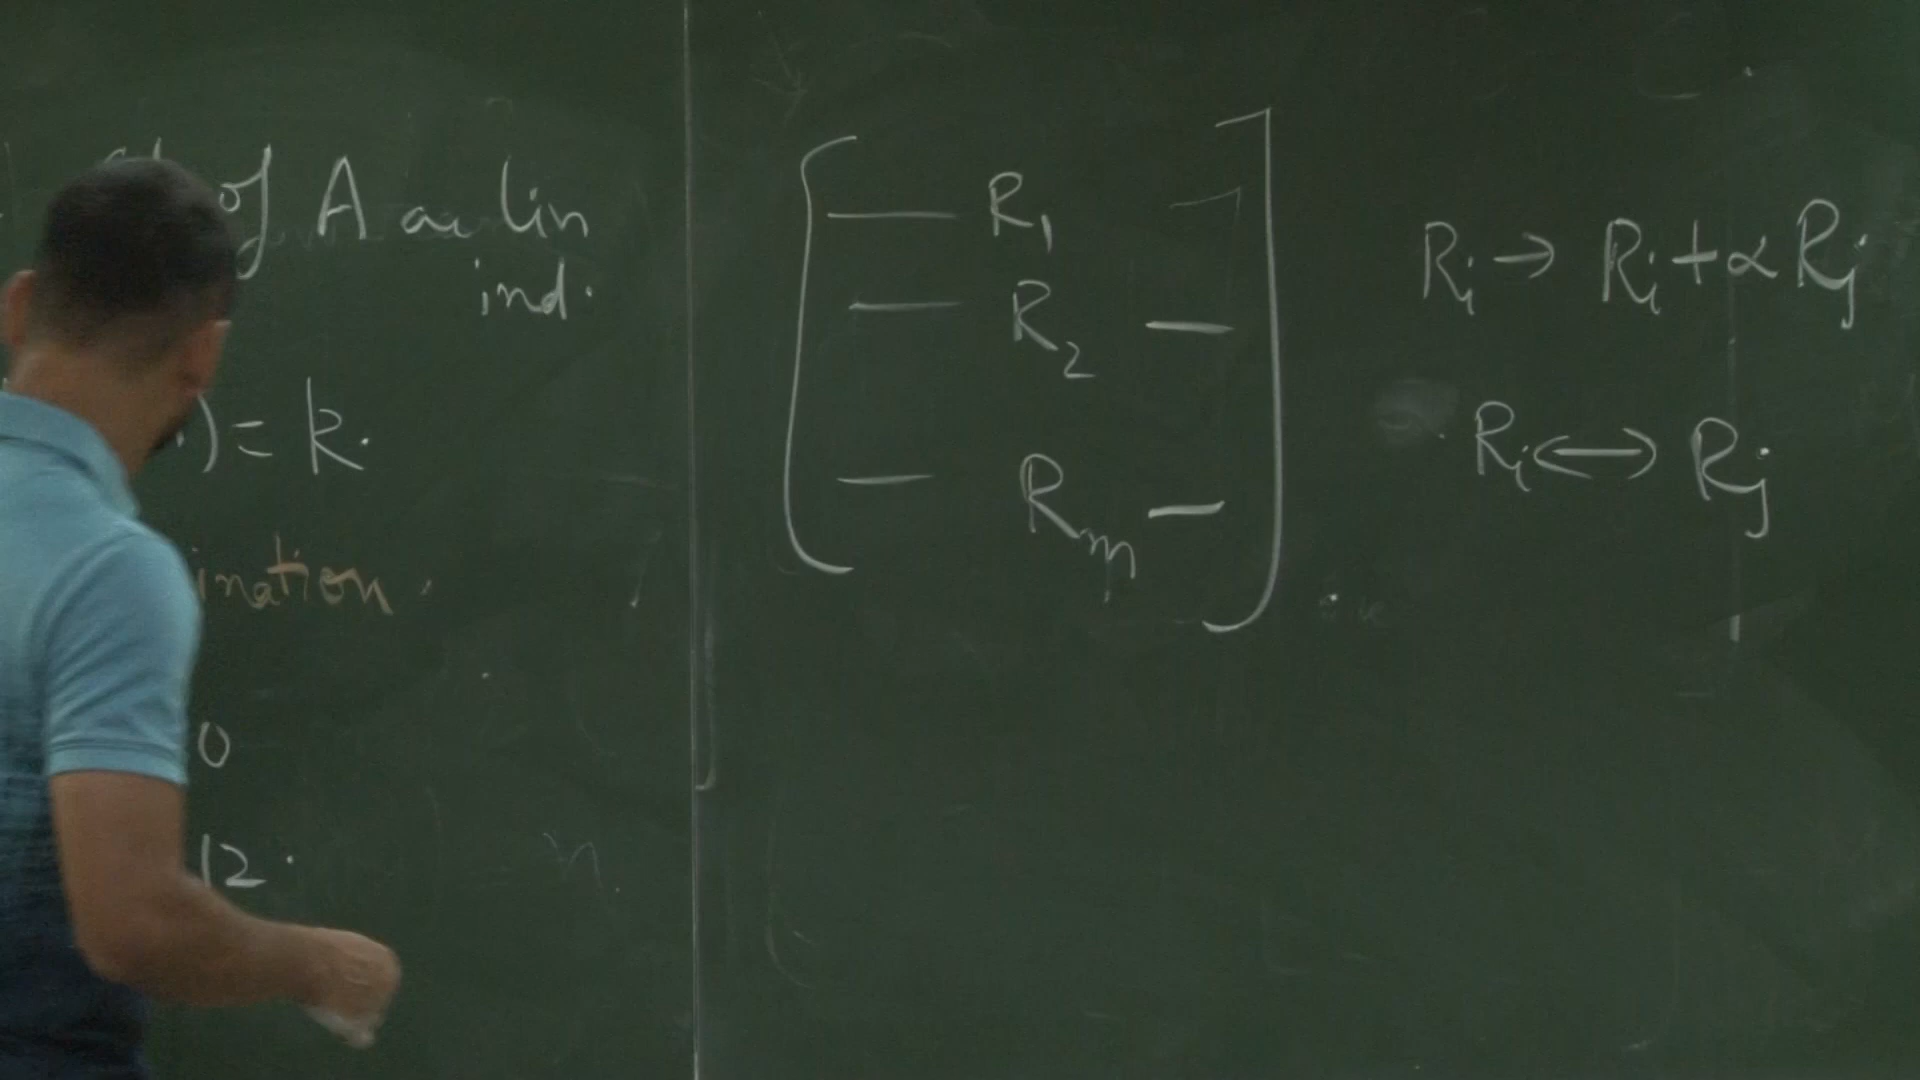 of A are lin
ind.
) = k.
ination.
0
12.
— R₁
— R₂ —
— Rₘ —
Rᵢ → Rᵢ + α Rⱼ
Rᵢ ↔ Rⱼ